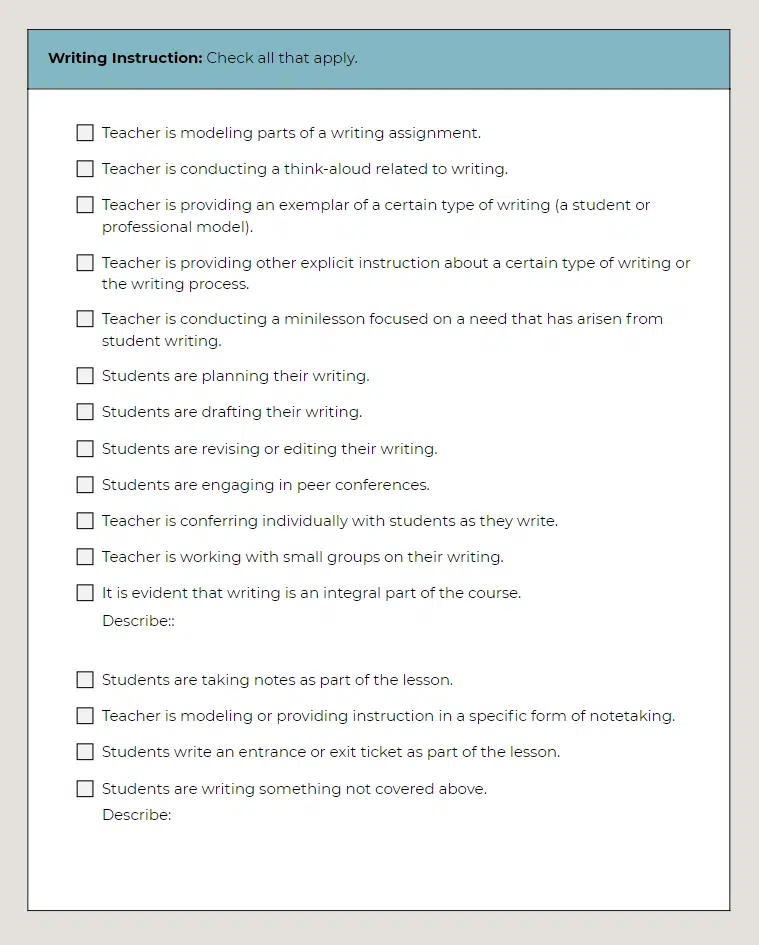 Writing Instruction: Check all that apply.
Teacher is modeling parts of a writing assignment.
Teacher is conducting a think-aloud related to writing.
Teacher is providing an exemplar of a certain type of writing (a student or
professional model).
Teacher is providing other explicit instruction about a certain type of writing or
the writing process.
Teacher is conducting a minilesson focused on a need that has arisen from
student writing.
Students are planning their writing.
Students are drafting their writing.
Students are revising or editing their writing.
Students are engaging in peer conferences.
Teacher is conferring individually with students as they write.
Teacher is working with small groups on their writing.
It is evident that writing is an integral part of the course.
Describe::
Students are taking notes as part of the lesson.
Teacher is modeling or providing instruction in a specific form of notetaking.
Students write an entrance or exit ticket as part of the lesson.
Students are writing something not covered above.
Describe: